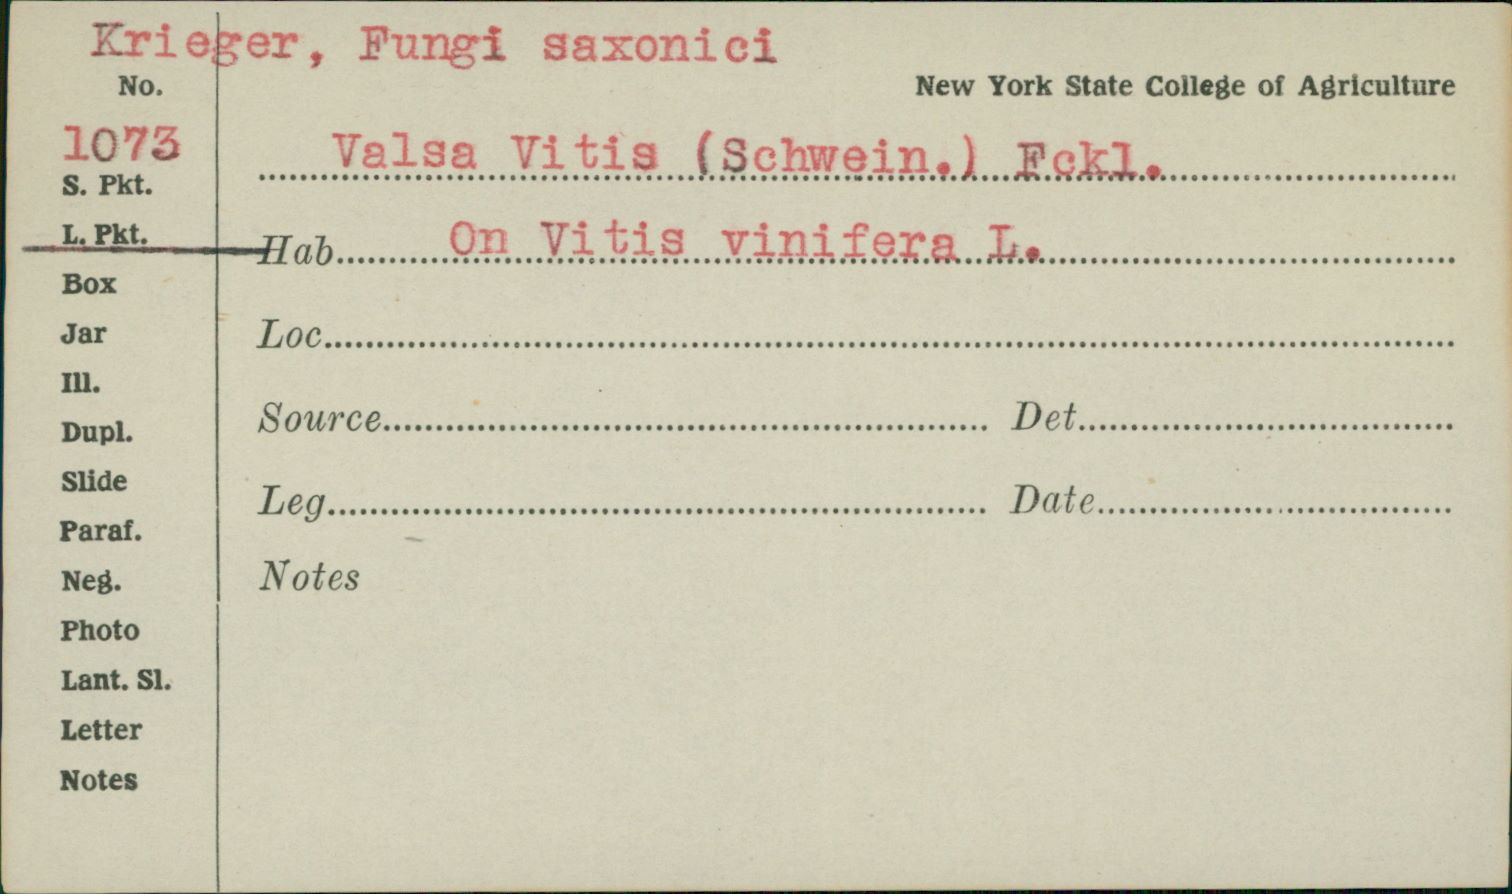 Krieger, Fungi saxonici
No.
New York State College of Agriculture
1073
Valsa Vitis (Schwein.) Fckl.
S. Pkt.
L. Pkt.
Hab. On Vitis vinifera L.
Box
Jar
Loc.
Ill.
Dupl.
Source Det.
Slide
Leg. Date
Paraf.
Neg.
Notes
Photo
Lant. Sl.
Letter
Notes